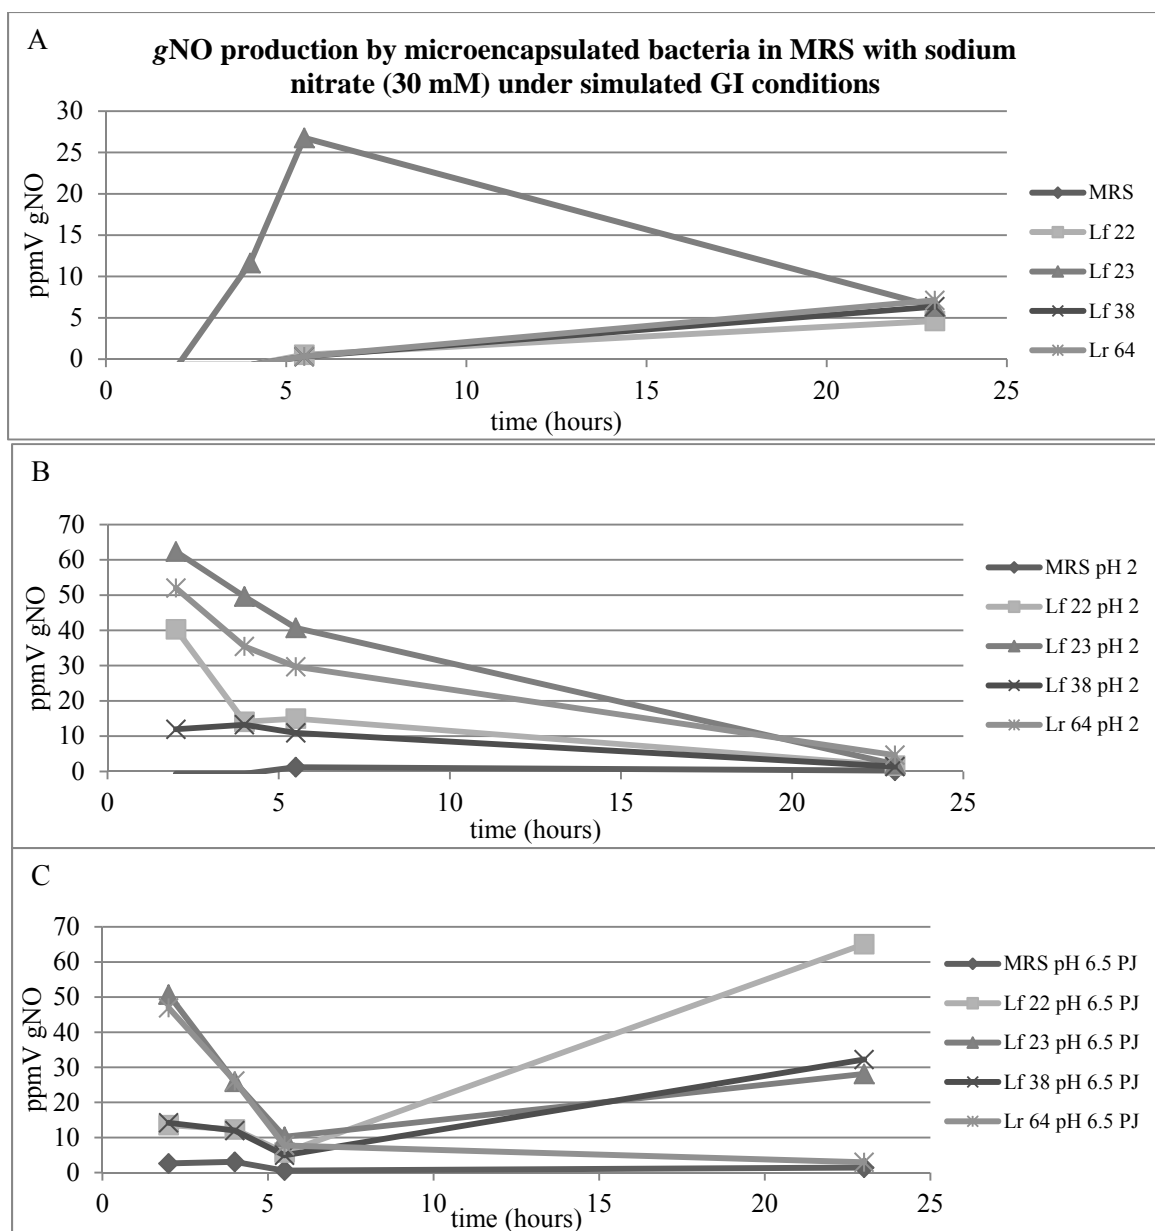 A
gNO production by microencapsulated bacteria in MRS with sodium
nitrate (30 mM) under simulated GI conditions
30
25
20
15
10
5
0
ppmV gNO
0 5 10 15 20 25
time (hours)
MRS
Lf 22
Lf 23
Lf 38
Lr 64
B
70
60
50
40
30
20
10
0
ppmV gNO
0 5 10 15 20 25
time (hours)
MRS pH 2
Lf 22 pH 2
Lf 23 pH 2
Lf 38 pH 2
Lr 64 pH 2
C
70
60
50
40
30
20
10
0
ppmV gNO
0 5 10 15 20 25
time (hours)
MRS pH 6.5 PJ
Lf 22 pH 6.5 PJ
Lf 23 pH 6.5 PJ
Lf 38 pH 6.5 PJ
Lr 64 pH 6.5 PJ